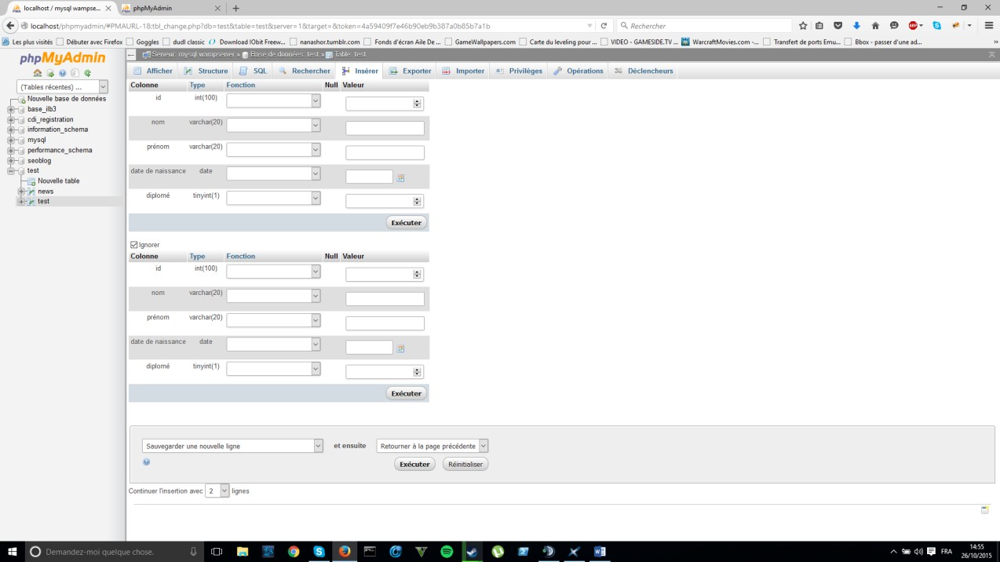 localhost / mysql wampse...
phpMyAdmin
localhost/phpmyadmin/#PMAURL-18:tbl_change.php?db=test&table=test&server=1&target=&token=4a59409f7e46b90eb9b387a0b85b7a1b
Rechercher
ABP
Les plus visités
Débuter avec Firefox
Goggles
dudl classic
Download IObit Freew...
nanashor.tumblr.com
Fonds d'écran Aile De ...
GameWallpapers.com
Carte du leveling pour ...
VIDEO - GAMESIDE.TV ...
WarcraftMovies.com -...
Transfert de ports Emu...
Bbox - passer d'une ad...
phpMyAdmin
(Tables récentes) ...
Nouvelle base de données
base_ilb3
cdi_registration
information_schema
mysql
performance_schema
seoblog
test
Nouvelle table
news
test
Serveur: mysql wampserver » Base de données: test » Table: test
Afficher
Structure
SQL
Rechercher
Insérer
Exporter
Importer
Privilèges
Opérations
Déclencheurs
Colonne Type Fonction Null Valeur
id int(100)
nom varchar(20)
prénom varchar(20)
date de naissance date
diplomé tinyint(1)
Exécuter
Ignorer
Colonne Type Fonction Null Valeur
id int(100)
nom varchar(20)
prénom varchar(20)
date de naissance date
diplomé tinyint(1)
Exécuter
Sauvegarder une nouvelle ligne et ensuite Retourner à la page précédente
Exécuter Réinitialiser
Continuer l'insertion avec 2 lignes
Demandez-moi quelque chose.
FRA
14:55
26/10/2015